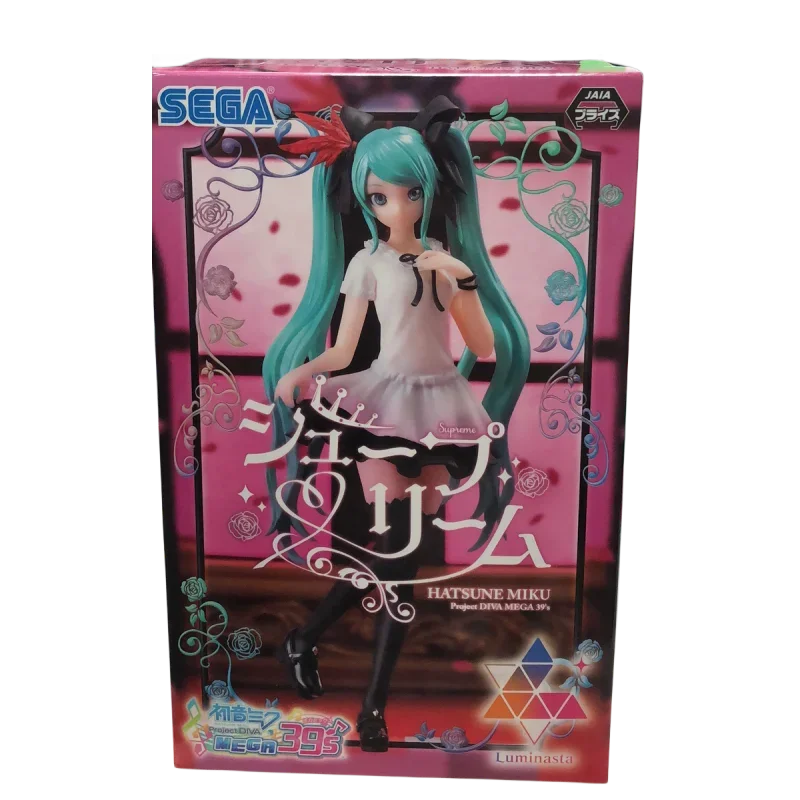 SEGA®
JAIA
プライズ
Supreme
シュープ
リーム
HATSUNE MIKU
Project DIVA MEGA 39's
初音ミク
Project DIVA
MEGA 39's
Luminasta